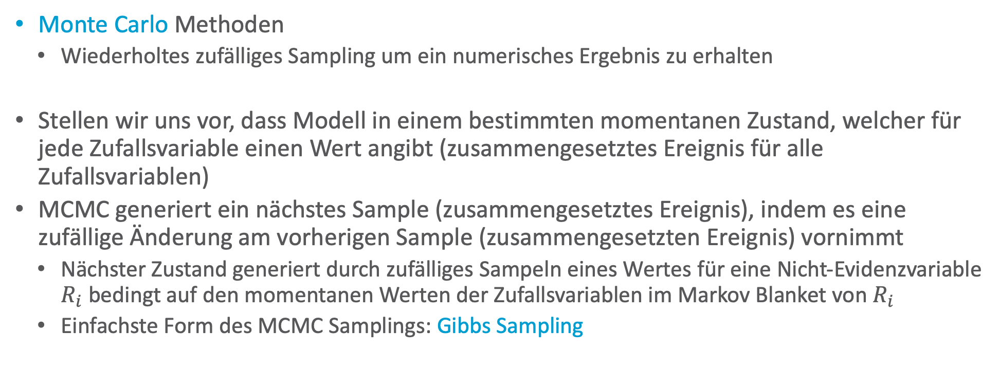 • Monte Carlo Methoden
• Wiederholtes zufälliges Sampling um ein numerisches Ergebnis zu erhalten
• Stellen wir uns vor, dass Modell in einem bestimmten momentanen Zustand, welcher für
jede Zufallsvariable einen Wert angibt (zusammengesetztes Ereignis für alle
Zufallsvariablen)
• MCMC generiert ein nächstes Sample (zusammengesetztes Ereignis), indem es eine
zufällige Änderung am vorherigen Sample (zusammengesetzten Ereignis) vornimmt
• Nächster Zustand generiert durch zufälliges Sampeln eines Wertes für eine Nicht-Evidenzvariable
𝑅ᵢ bedingt auf den momentanen Werten der Zufallsvariablen im Markov Blanket von 𝑅ᵢ
• Einfachste Form des MCMC Samplings: Gibbs Sampling